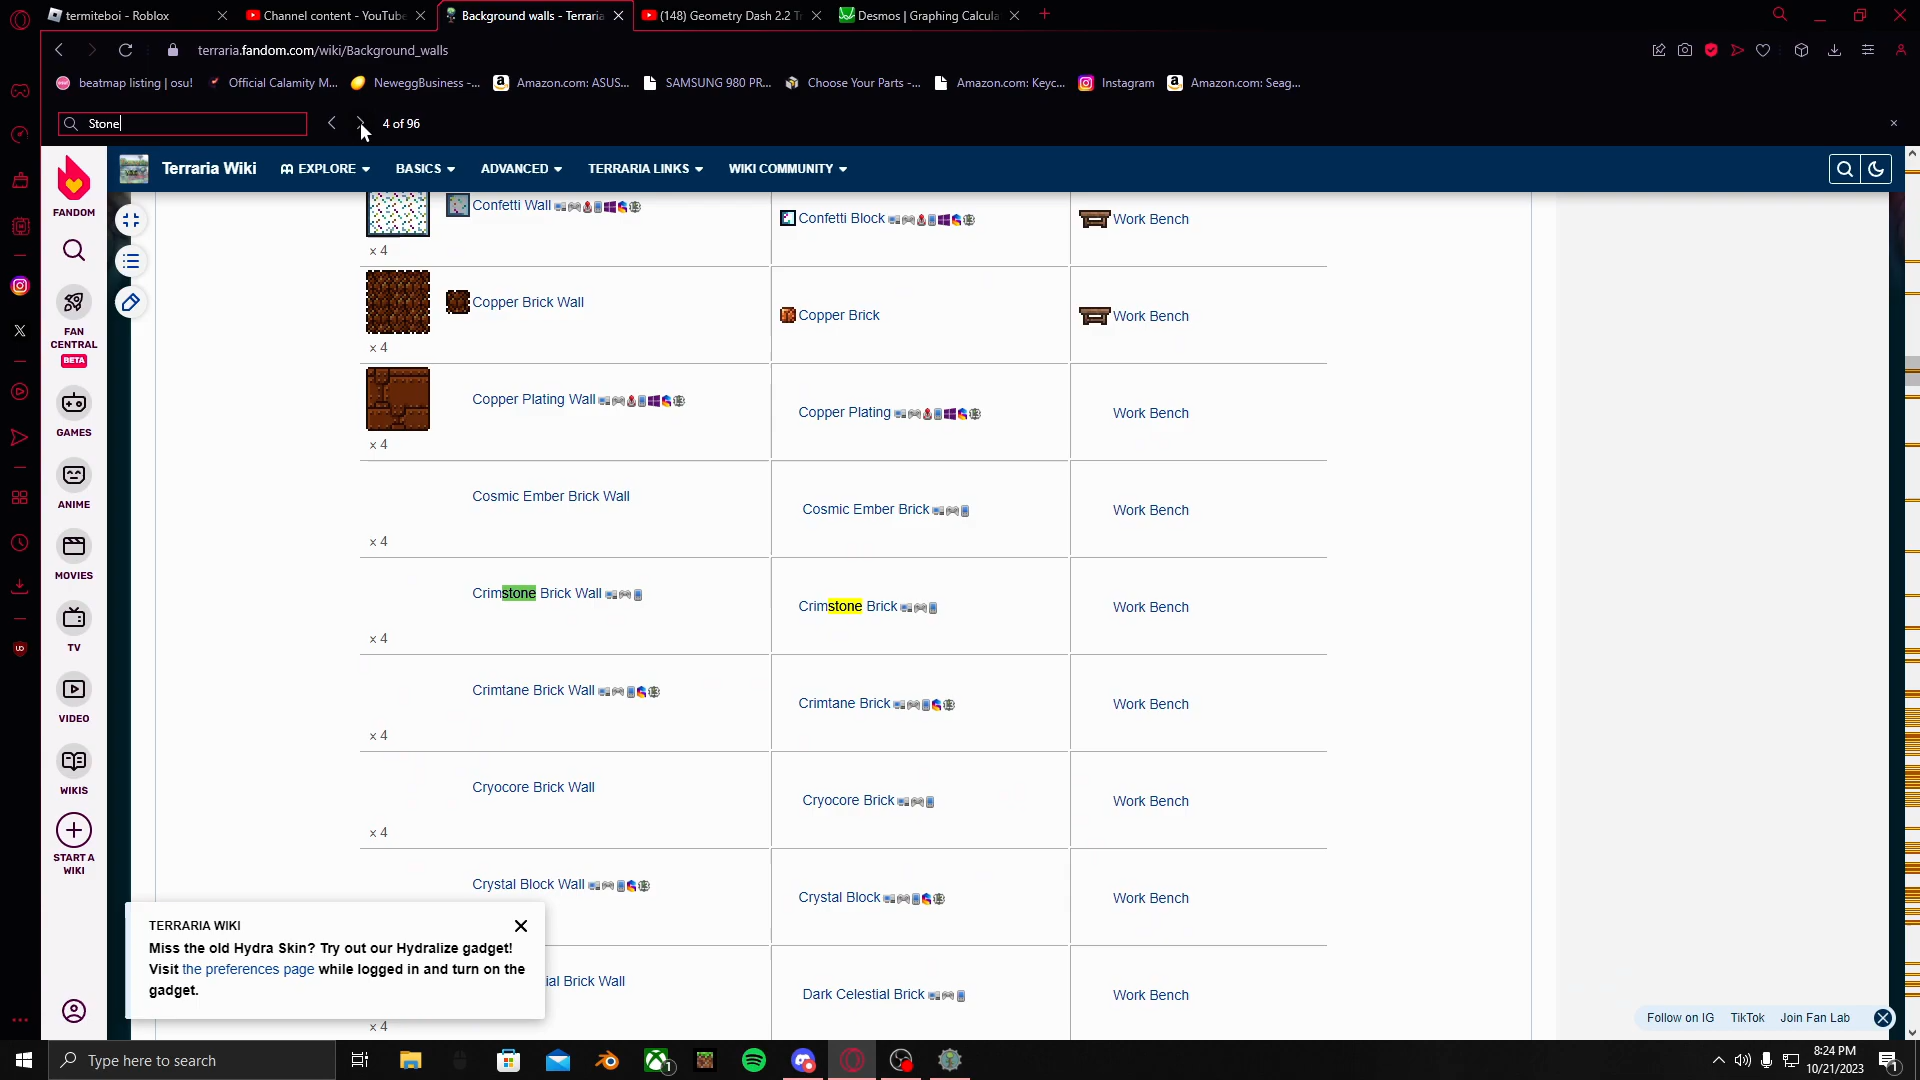 termiteboi - Roblox
Channel content - YouTube
Background walls - Terraria
(148) Geometry Dash 2.2 Tr
Desmos | Graphing Calcula
terraria.fandom.com/wiki/Background_walls
beatmap listing | osu!
Official Calamity M...
NeweggBusiness -...
Amazon.com: ASUS...
SAMSUNG 980 PR...
Choose Your Parts -...
Amazon.com: Keyc...
Instagram
Amazon.com: Seag...
Stone
4 of 96
Terraria Wiki
EXPLORE
BASICS
ADVANCED
TERRARIA LINKS
WIKI COMMUNITY
FANDOM
FAN
CENTRAL
BETA
GAMES
ANIME
MOVIES
TV
VIDEO
WIKIS
START A
WIKI
Confetti Wall
Confetti Block
Work Bench
x 4
Copper Brick Wall
Copper Brick
Work Bench
x 4
Copper Plating Wall
Copper Plating
Work Bench
x 4
Cosmic Ember Brick Wall
Cosmic Ember Brick
Work Bench
x 4
Crimstone Brick Wall
Crimstone Brick
Work Bench
x 4
Crimtane Brick Wall
Crimtane Brick
Work Bench
x 4
Cryocore Brick Wall
Cryocore Brick
Work Bench
x 4
Crystal Block Wall
Crystal Block
Work Bench
ial Brick Wall
Dark Celestial Brick
Work Bench
x 4
TERRARIA WIKI
Miss the old Hydra Skin? Try out our Hydralize gadget!
Visit the preferences page while logged in and turn on the
gadget.
Follow on IG
TikTok
Join Fan Lab
Type here to search
1
8:24 PM
10/21/2023
1